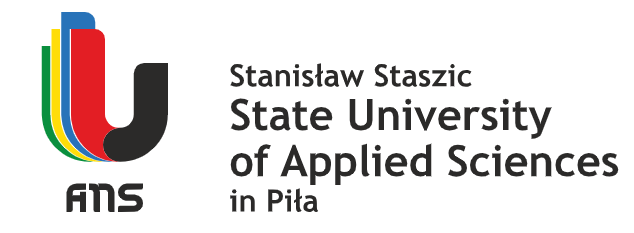 ANS
Stanisław Staszic
State University
of Applied Sciences
in Piła